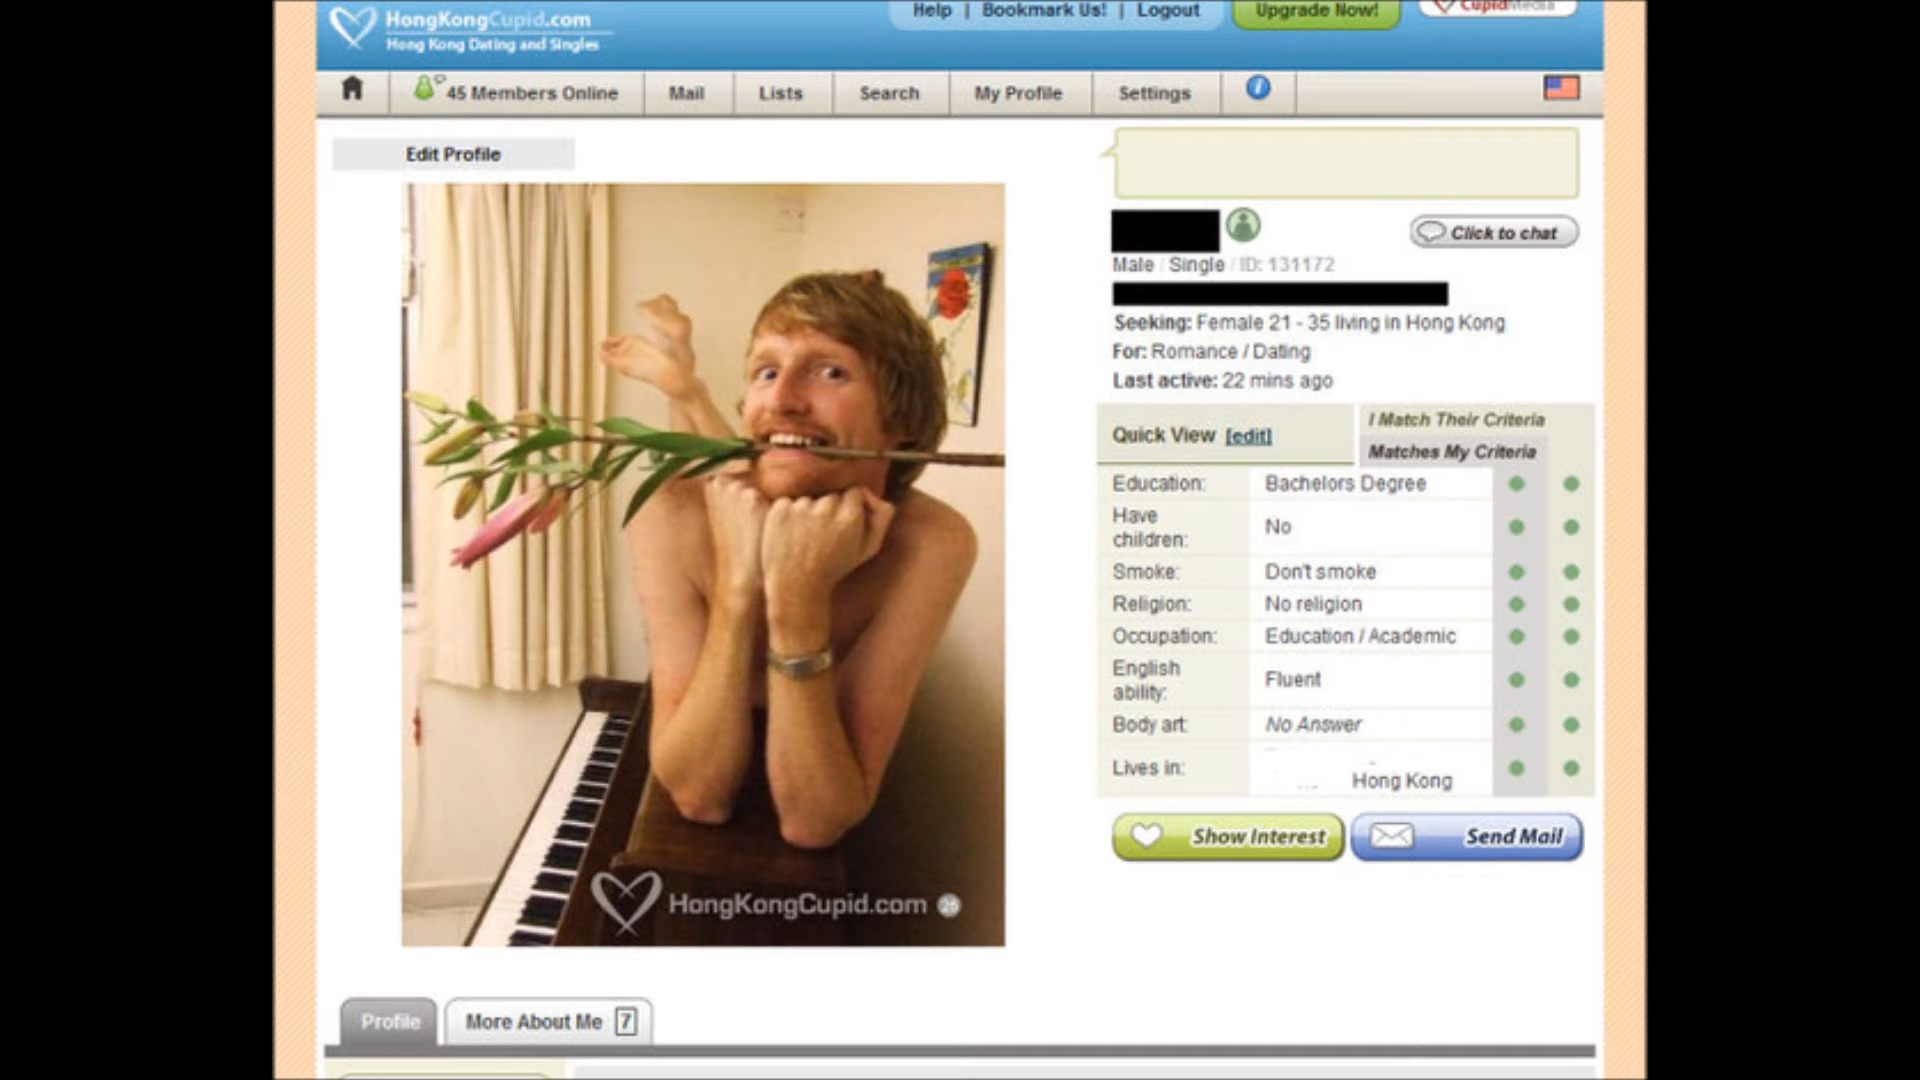 HongKongCupid.com
Hong Kong Dating and Singles
Help | Bookmark Us! | Logout
Upgrade Now!
CupidMedia
45 Members Online
Mail
Lists
Search
My Profile
Settings
Edit Profile
Click to chat
Male / Single / ID: 131172
Seeking: Female 21 - 35 living in Hong Kong
For: Romance / Dating
Last active: 22 mins ago
Quick View [edit]
I Match Their Criteria
Matches My Criteria
Education: Bachelors Degree
Have children: No
Smoke: Don't smoke
Religion: No religion
Occupation: Education / Academic
English ability: Fluent
Body art: No Answer
Lives in: Hong Kong
Show Interest
Send Mail
HongKongCupid.com
Profile
More About Me 7